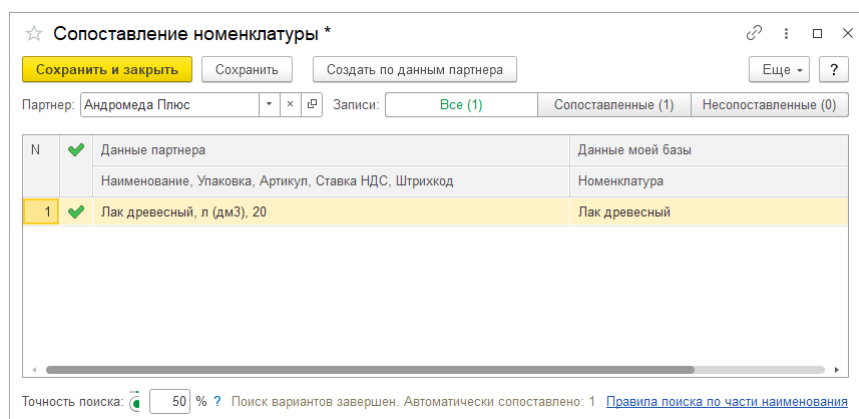 Сопоставление номенклатуры *
Сохранить и закрыть Сохранить Создать по данным партнера Еще ?
Партнер: Андромеда Плюс Записи: Все (1) Сопоставленные (1) Несопоставленные (0)
N Данные партнера Данные моей базы
Наименование, Упаковка, Артикул, Ставка НДС, Штрихкод Номенклатура
1 Лак древесный, л (дм3), 20 Лак древесный
Точность поиска: 50 % ? Поиск вариантов завершен. Автоматически сопоставлено: 1 Правила поиска по части наименования